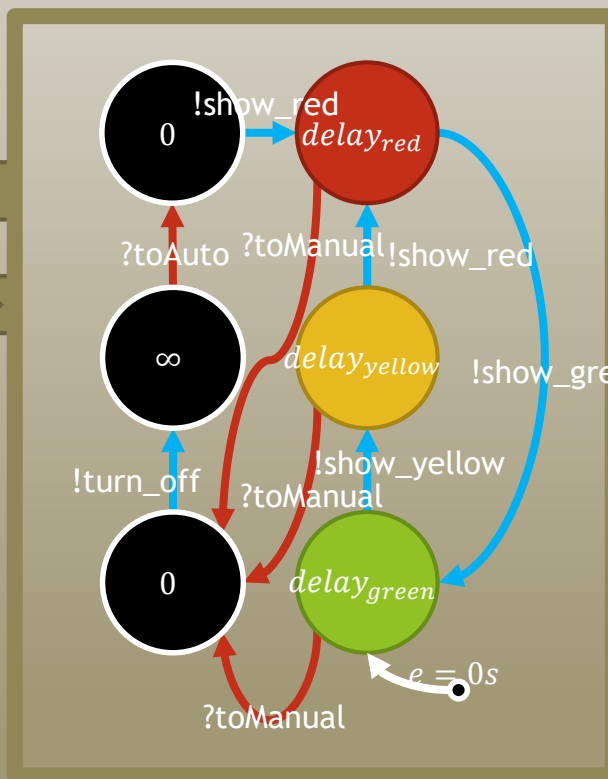 !show_red
0
delay_red
?toAuto
?toManual
!show_red
∞
delay_yellow
!show_gre
!turn_off
!show_yellow
?toManual
0
delay_green
e = 0s
?toManual